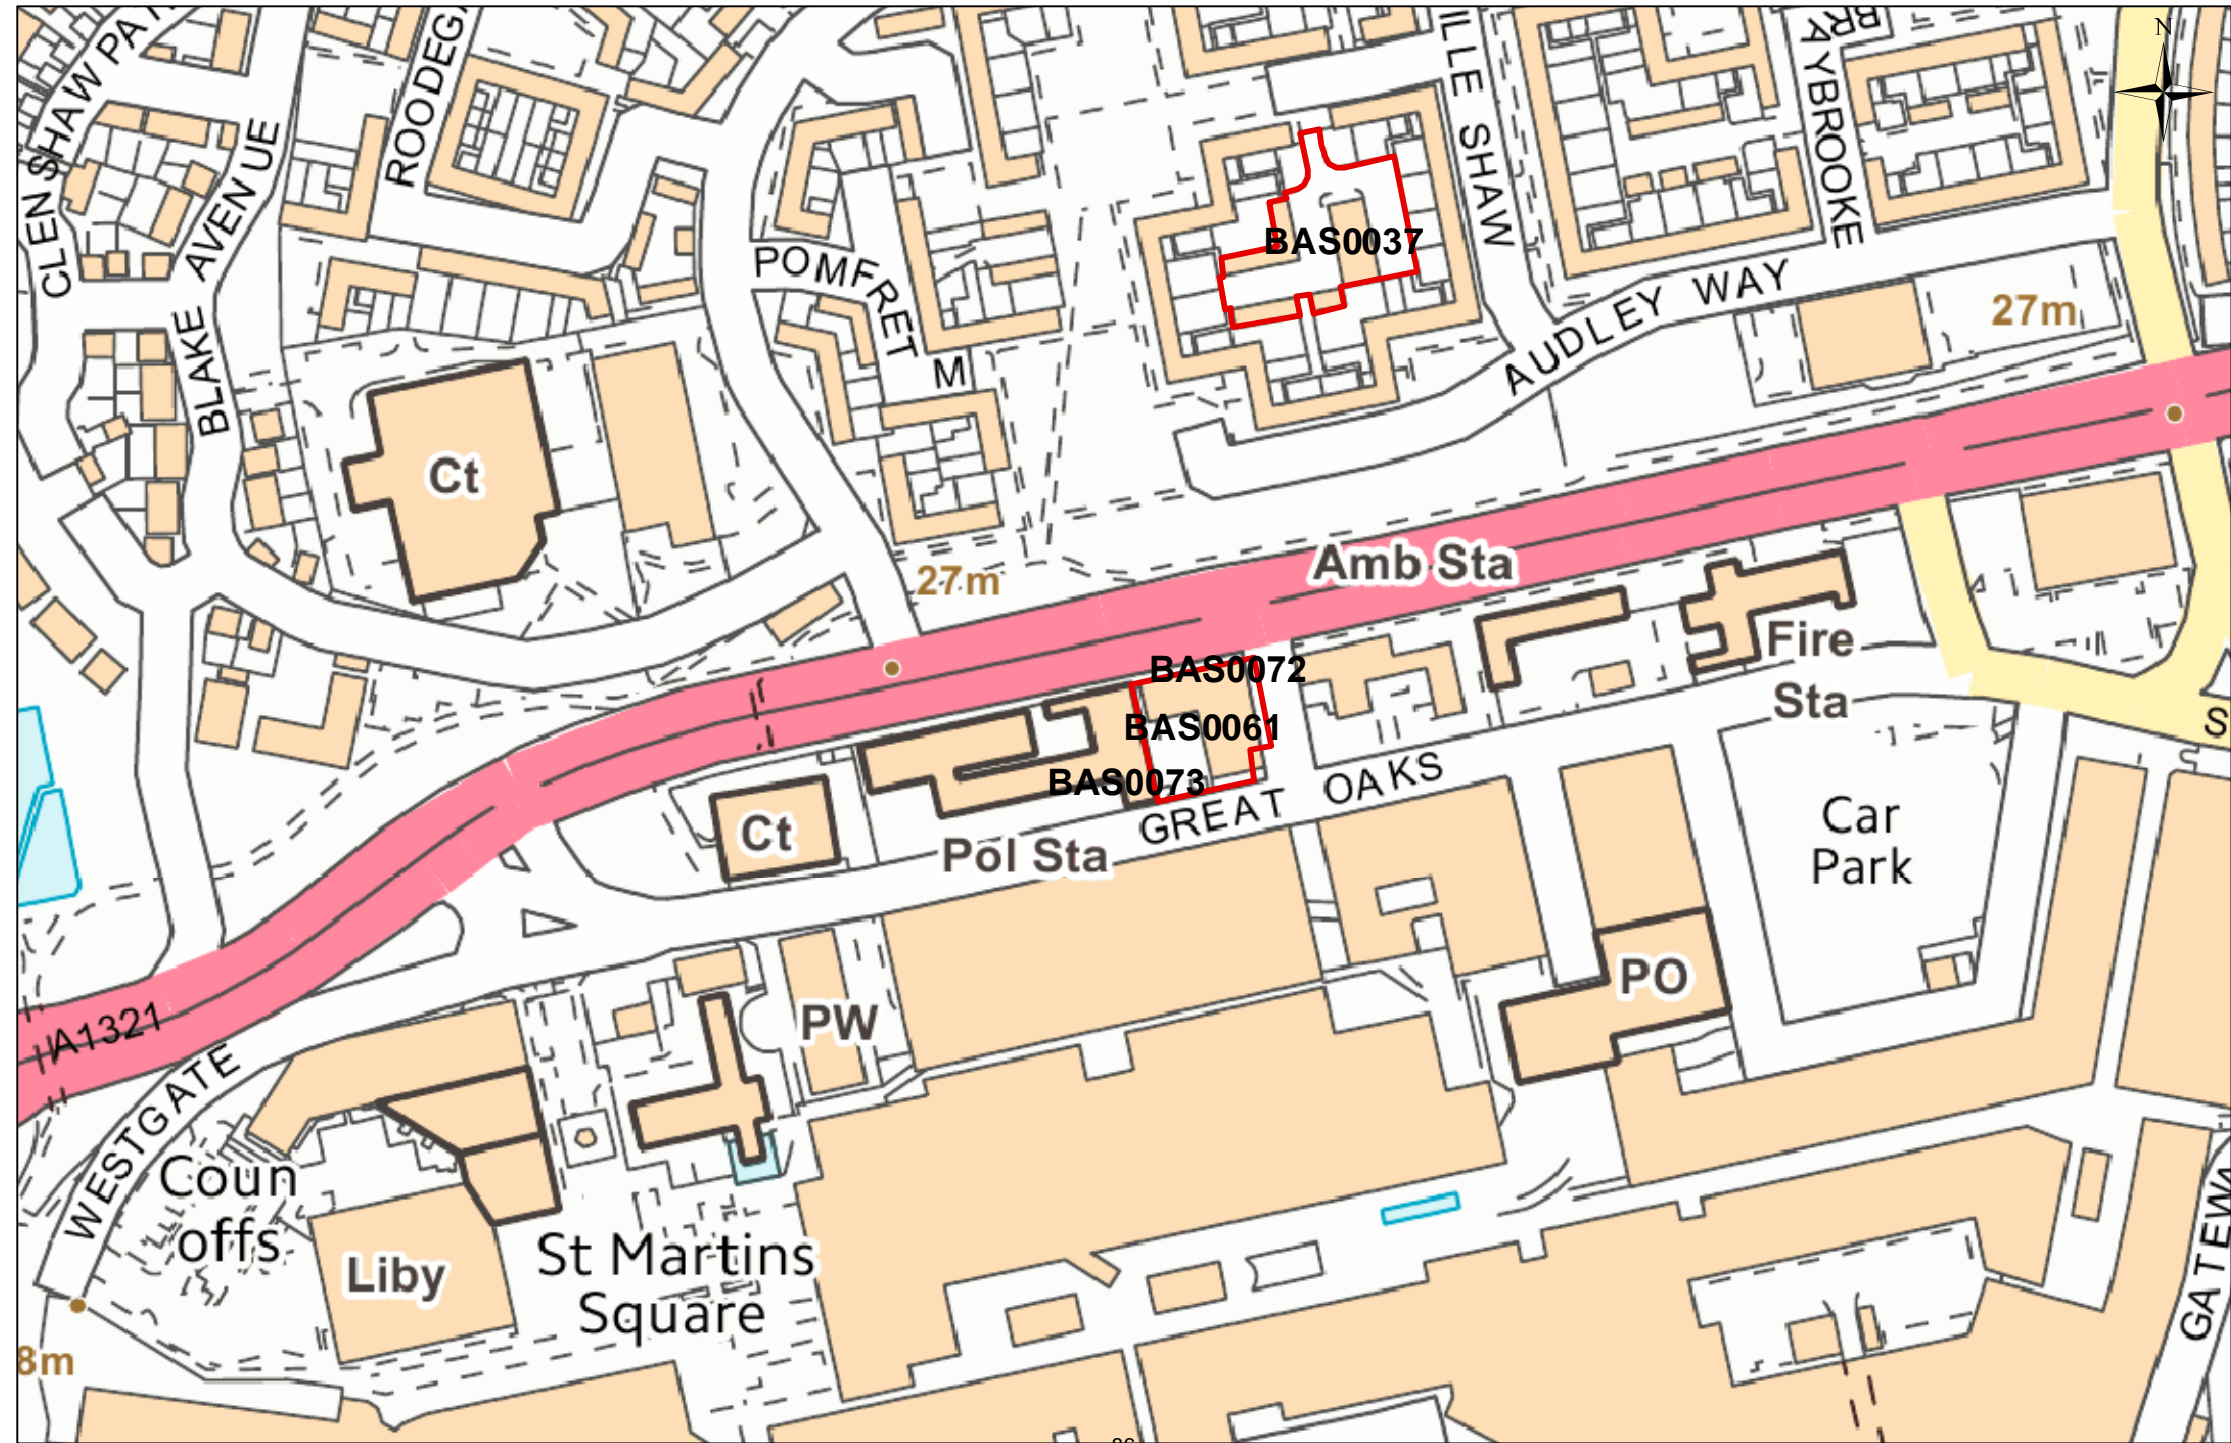 N
CLEN SHAW PA
ROODEG
BLAKE AVENUE
ILLE SHAW
AYBROOKE
BAS0037
POMFRET
M
AUDLEY WAY
27m
Ct
Amb Sta
27m
Fire
Sta
BAS0072
BAS0061
BAS0073
GREAT OAKS
S
Ct
Pol Sta
Car
Park
PO
PW
A1321
WESTGATE
Coun
offs
St Martins
Square
Liby
GATEWA
8m